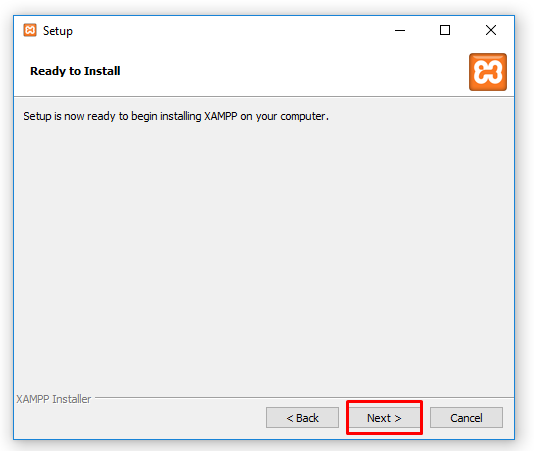 Setup
Ready to Install
Setup is now ready to begin installing XAMPP on your computer.
XAMPP Installer
< Back
Next >
Cancel